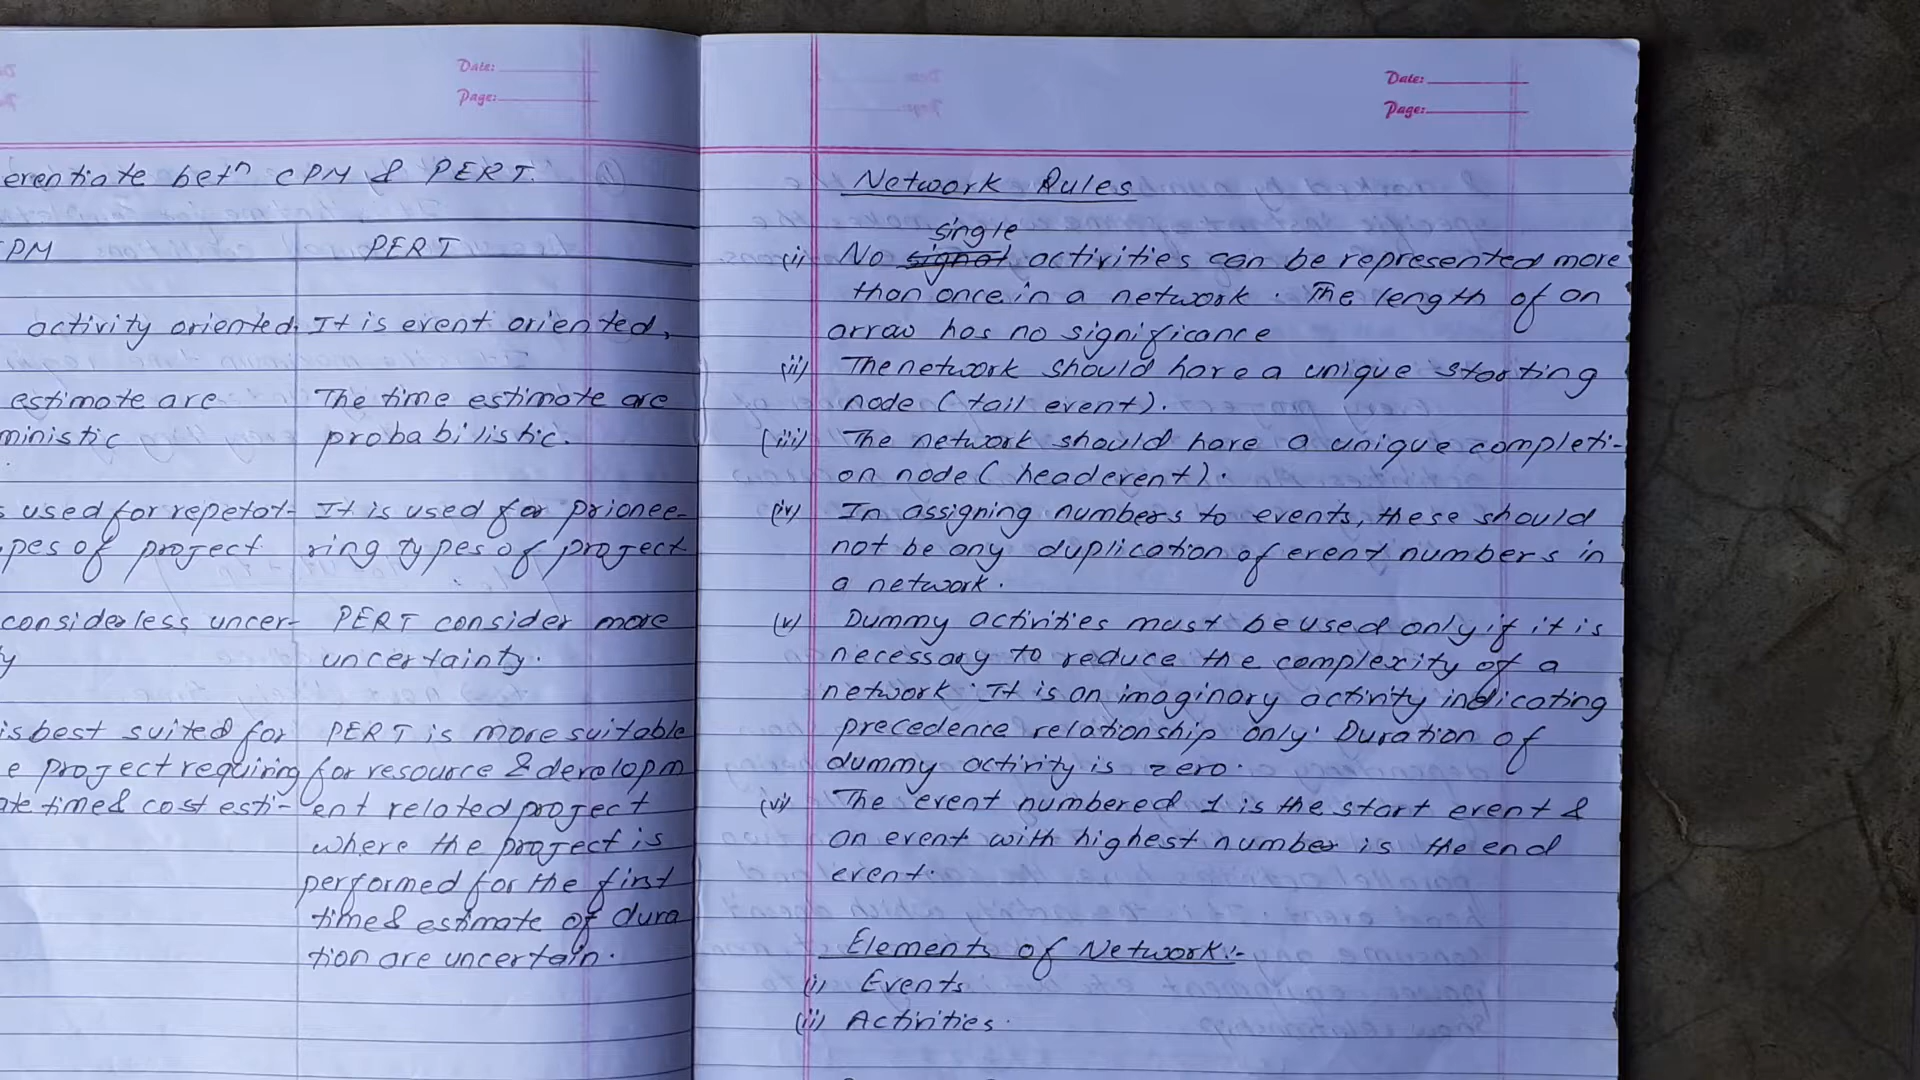 Date:
Page:
erentiate betn CPM & PERT.
PM PERT
activity oriented. It is event oriented,
estimate are The time estimate are
ministic probabilistic.
used for repetat- It is used for prionee-
pes of project ring types of project
consider less uncer- PERT consider more
y uncertainty.
is best suited for PERT is more suitable
e project requiring for resource & developm
ate time & cost esti- ent related project
where the project is
performed for the first
time & estimate of dura
tion are uncertain.
Date:
Page:
Network Rules
single
(i) No activities can be represented more
than once in a network. The length of an
arraw has no significance
(ii) The network should have a unique starting
node (tail event).
(iii) The network should have a unique completi-
on node (head event).
(iv) In assigning numbers to events, these should
not be any duplication of event numbers in
a network.
(v) Dummy activities must be used only if it is
necessary to reduce the complexity of a
network. It is an imaginary activity indicating
precedence relationship only. Duration of
dummy activity is zero.
(vi) The event numbered 1 is the start event &
an event with highest number is the end
event.
Elements of Network:-
(i) Events
(ii) Activities.